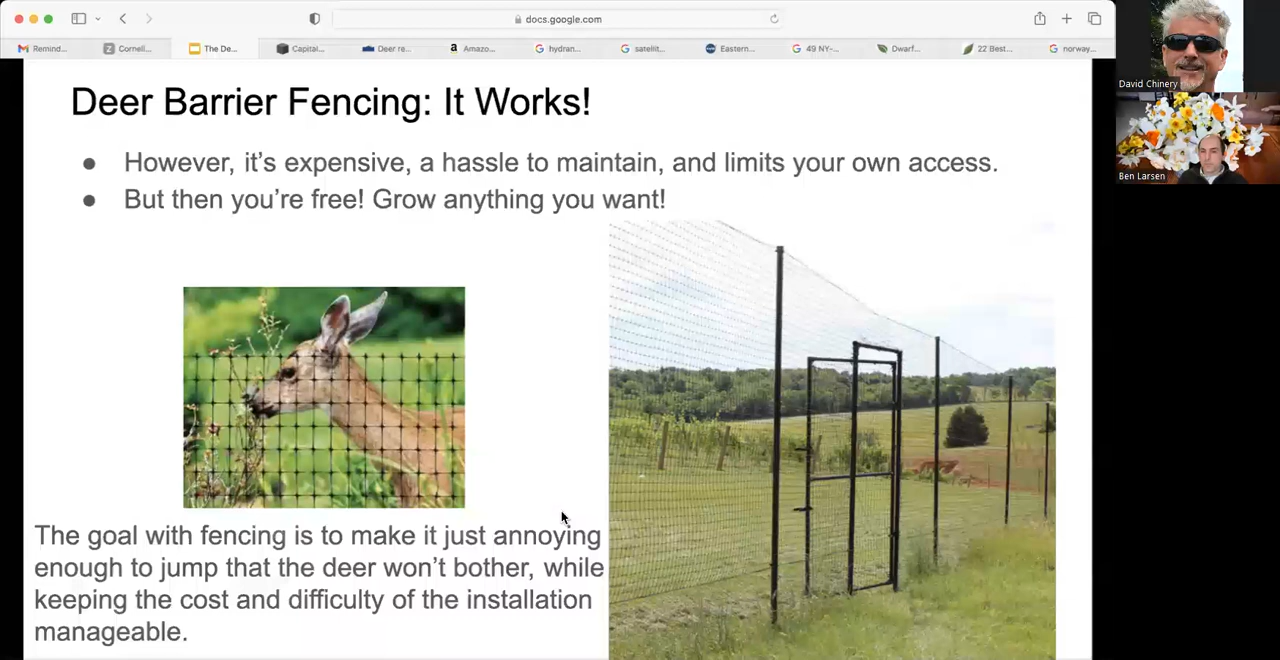 docs.google.com
Remind...
Corneli...
The De...
Capital...
Deer re...
Amazo...
hydran...
satellit...
Eastern...
49 NY-...
Dwarf...
22 Best...
norway...
David Chinery
Ben Larsen
Deer Barrier Fencing: It Works!
● However, it's expensive, a hassle to maintain, and limits your own access.
● But then you're free! Grow anything you want!
The goal with fencing is to make it just annoying
enough to jump that the deer won't bother, while
keeping the cost and difficulty of the installation
manageable.